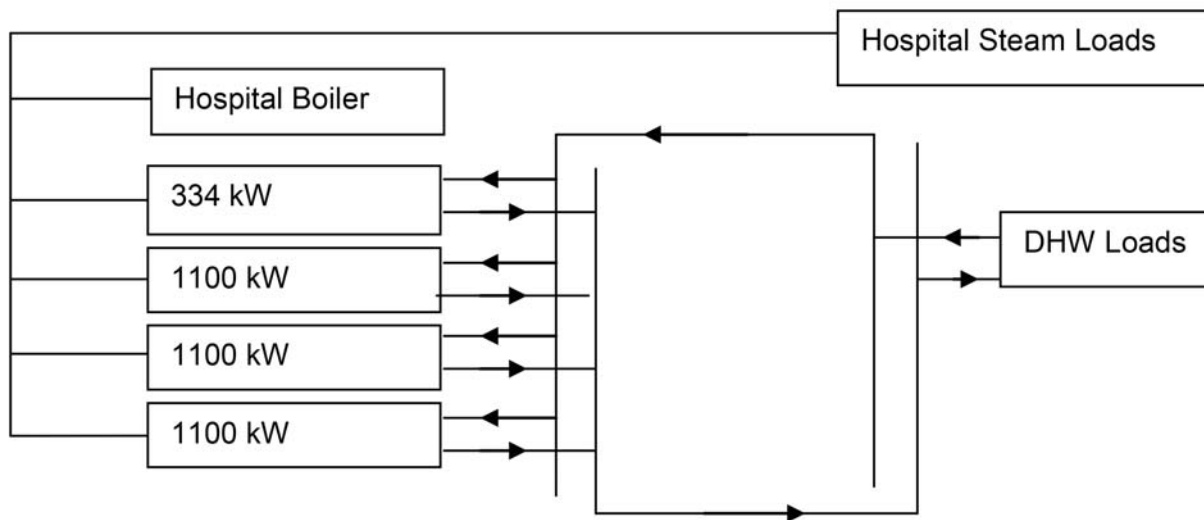 Hospital Steam Loads
Hospital Boiler
334 kW
1100 kW
DHW Loads
1100 kW
1100 kW